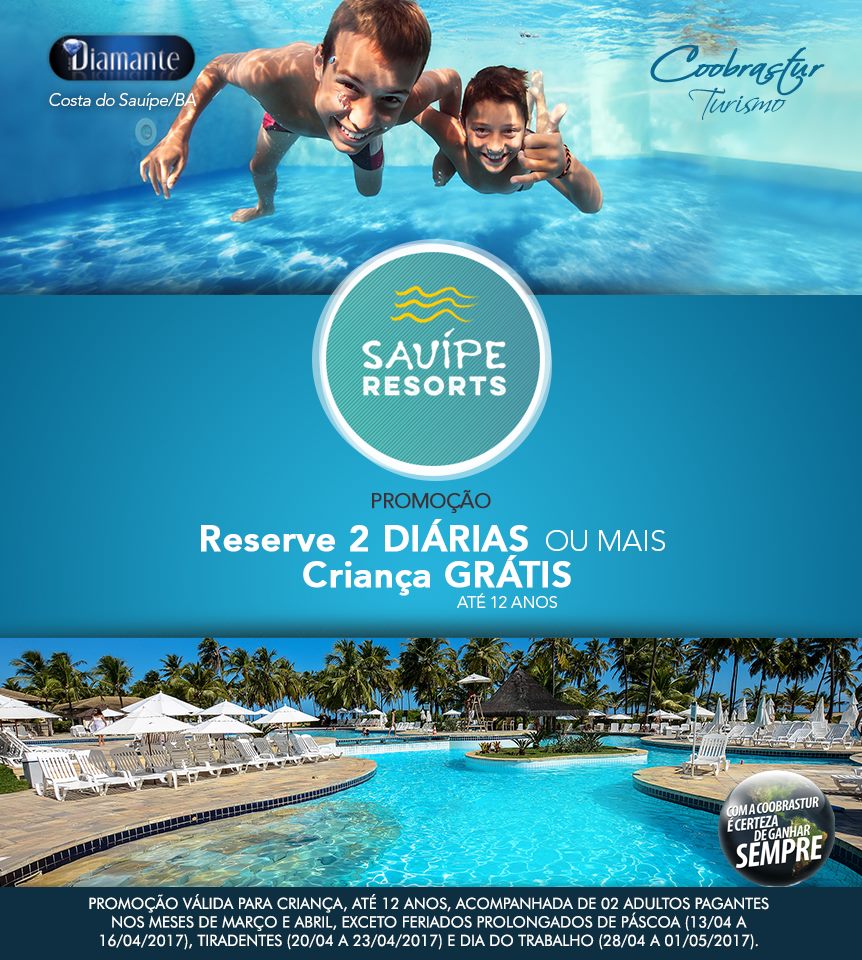 Diamante
Costa do Sauípe/BA
Coobrastur
Turismo
SAUÍPE
RESORTS
PROMOÇÃO
Reserve 2 DIÁRIAS OU MAIS
Criança GRÁTIS
ATÉ 12 ANOS
COM A COOBRASTUR
É CERTEZA
DE GANHAR
SEMPRE
PROMOÇÃO VÁLIDA PARA CRIANÇA, ATÉ 12 ANOS, ACOMPANHADA DE 02 ADULTOS PAGANTES
NOS MESES DE MARÇO E ABRIL, EXCETO FERIADOS PROLONGADOS DE PÁSCOA (13/04 A
16/04/2017), TIRADENTES (20/04 A 23/04/2017) E DIA DO TRABALHO (28/04 A 01/05/2017).